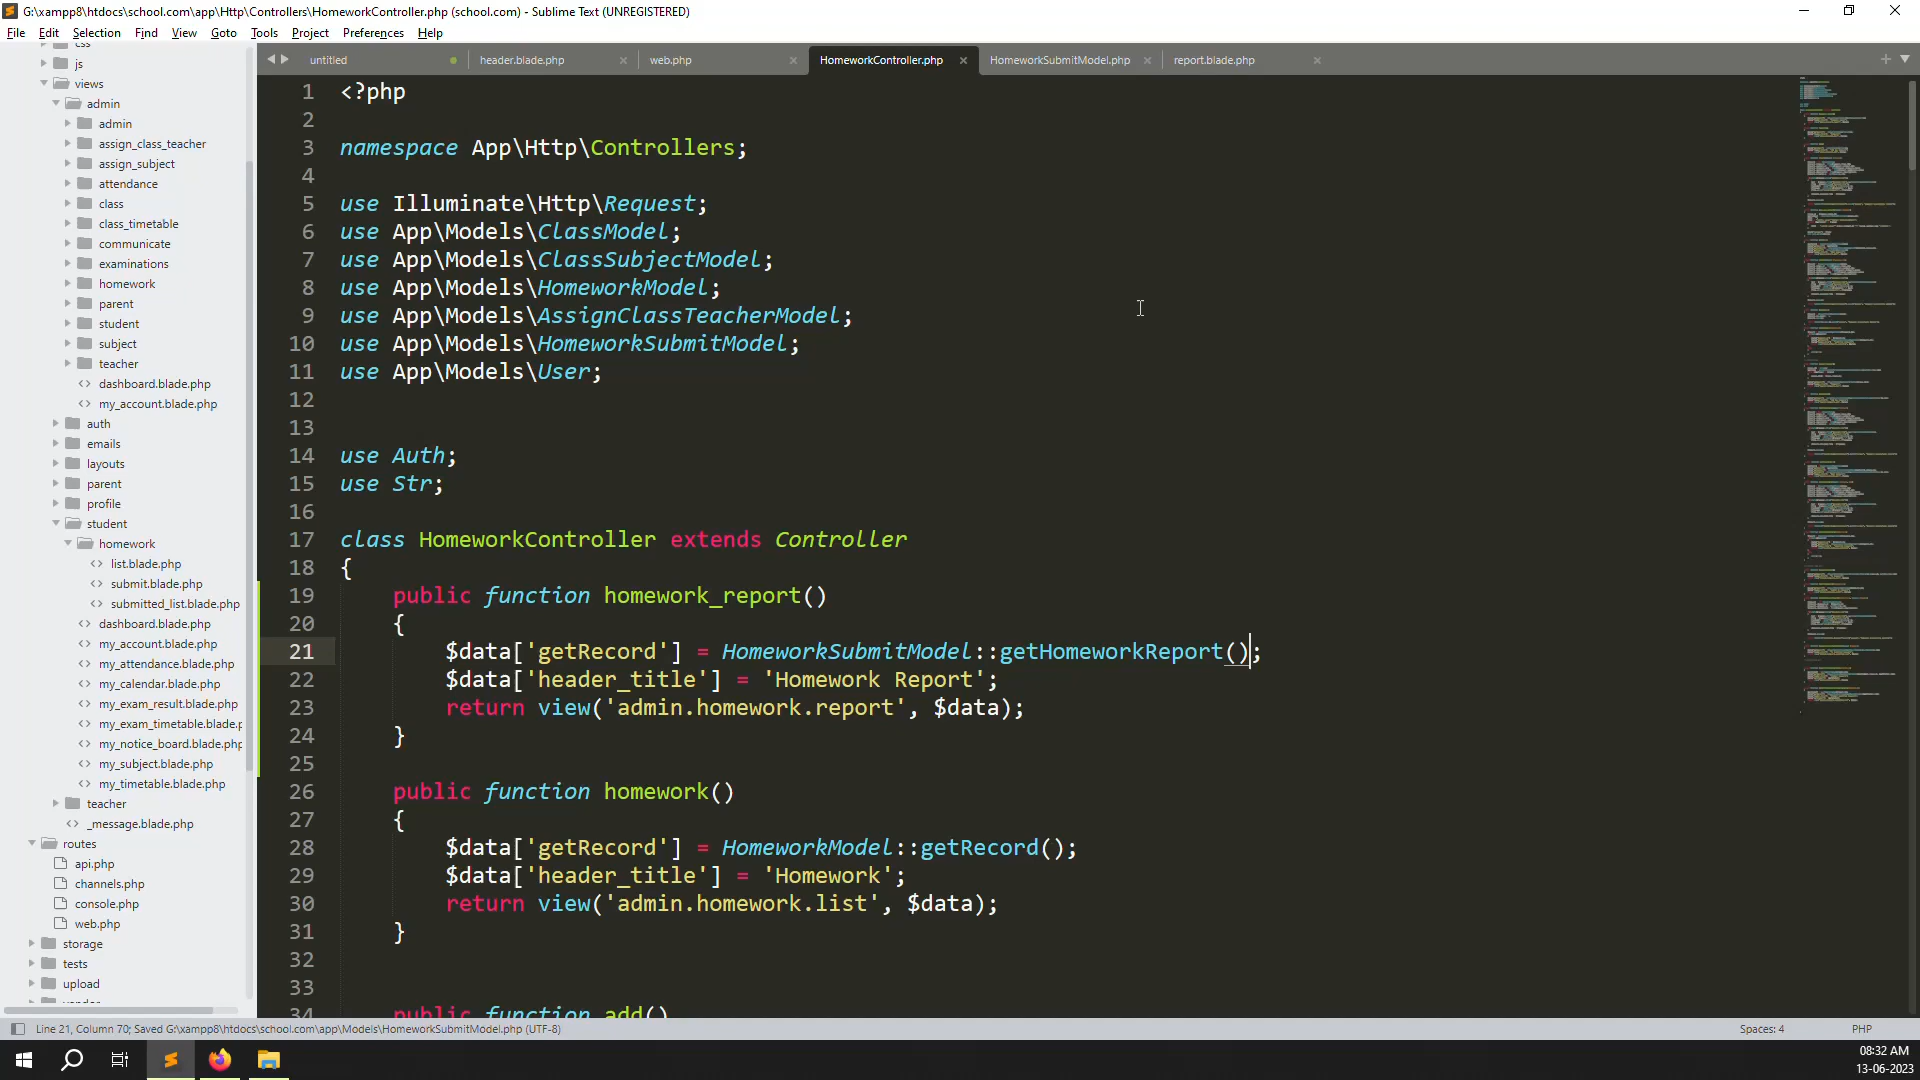 G:\xampp8\htdocs\school.com\app\Http\Controllers\HomeworkController.php (school.com) - Sublime Text (UNREGISTERED)
File Edit Selection Find View Goto Tools Project Preferences Help
css
js
views
admin
admin
assign_class_teacher
assign_subject
attendance
class
class_timetable
communicate
examinations
homework
parent
student
subject
teacher
dashboard.blade.php
my_account.blade.php
auth
emails
layouts
parent
profile
student
homework
list.blade.php
submit.blade.php
submitted_list.blade.php
dashboard.blade.php
my_account.blade.php
my_attendance.blade.php
my_calendar.blade.php
my_exam_result.blade.php
my_exam_timetable.blade.p
my_notice_board.blade.php
my_subject.blade.php
my_timetable.blade.php
teacher
_message.blade.php
routes
api.php
channels.php
console.php
web.php
storage
tests
upload
untitled header.blade.php web.php HomeworkController.php HomeworkSubmitModel.php report.blade.php
1 <?php
2
3 namespace App\Http\Controllers;
4
5 use Illuminate\Http\Request;
6 use App\Models\ClassModel;
7 use App\Models\ClassSubjectModel;
8 use App\Models\HomeworkModel;
9 use App\Models\AssignClassTeacherModel;
10 use App\Models\HomeworkSubmitModel;
11 use App\Models\User;
12
13
14 use Auth;
15 use Str;
16
17 class HomeworkController extends Controller
18 {
19 public function homework_report()
20 {
21 $data['getRecord'] = HomeworkSubmitModel::getHomeworkReport();
22 $data['header_title'] = 'Homework Report';
23 return view('admin.homework.report', $data);
24 }
25
26 public function homework()
27 {
28 $data['getRecord'] = HomeworkModel::getRecord();
29 $data['header_title'] = 'Homework';
30 return view('admin.homework.list', $data);
31 }
32
33
34 public function add()
Line 21, Column 70; Saved G:\xampp8\htdocs\school.com\app\Models\HomeworkSubmitModel.php (UTF-8) Spaces: 4 PHP
08:32 AM
13-06-2023